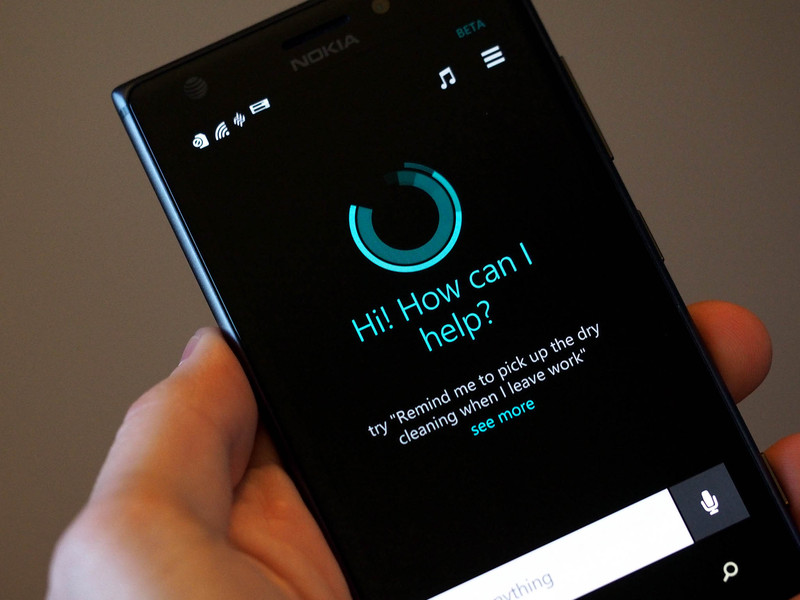 NOKIA
BETA
Hi! How can I
help?
try "Remind me to pick up the dry
cleaning when I leave work"
see more